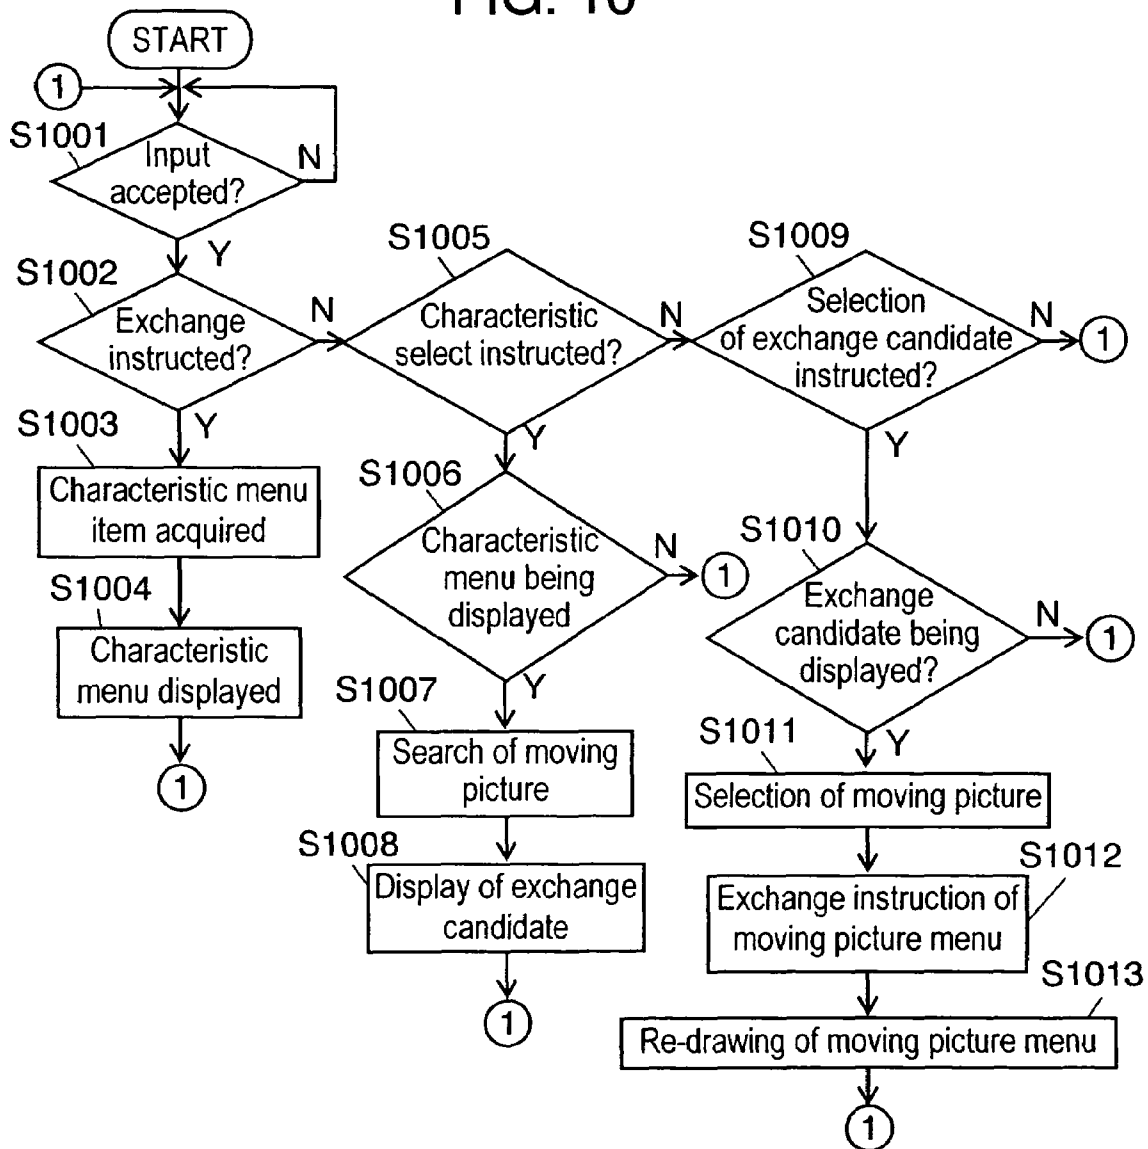 FIG. 10
START
1
S1001
Input
accepted?
N
Y
S1002
Exchange
instructed?
N
Y
S1003
Characteristic menu
item acquired
S1004
Characteristic
menu displayed
1
S1005
Characteristic
select instructed?
N
Y
S1006
Characteristic
menu being
displayed
N
1
Y
S1007
Search of moving
picture
S1008
Display of exchange
candidate
1
S1009
Selection
of exchange candidate
instructed?
N
1
Y
S1010
Exchange
candidate being
displayed?
N
1
Y
S1011
Selection of moving picture
S1012
Exchange instruction of
moving picture menu
S1013
Re-drawing of moving picture menu
1